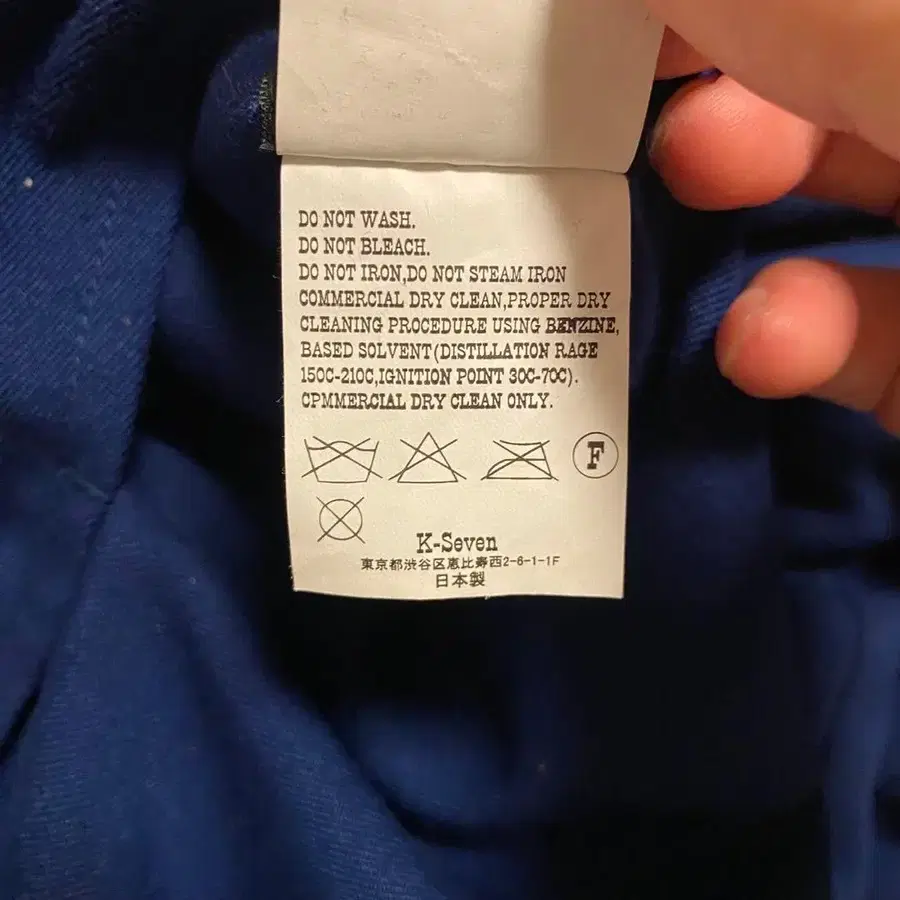 DO NOT WASH.
DO NOT BLEACH.
DO NOT IRON,DO NOT STEAM IRON
COMMERCIAL DRY CLEAN,PROPER DRY
CLEANING PROCEDURE USING BENZINE,
BASED SOLVENT(DISTILLATION RAGE
150C-210C,IGNITION POINT 30C-70C).
CPMMERCIAL DRY CLEAN ONLY.
F
K-Seven
東京都渋谷区恵比寿西2-6-1-1F
日本製